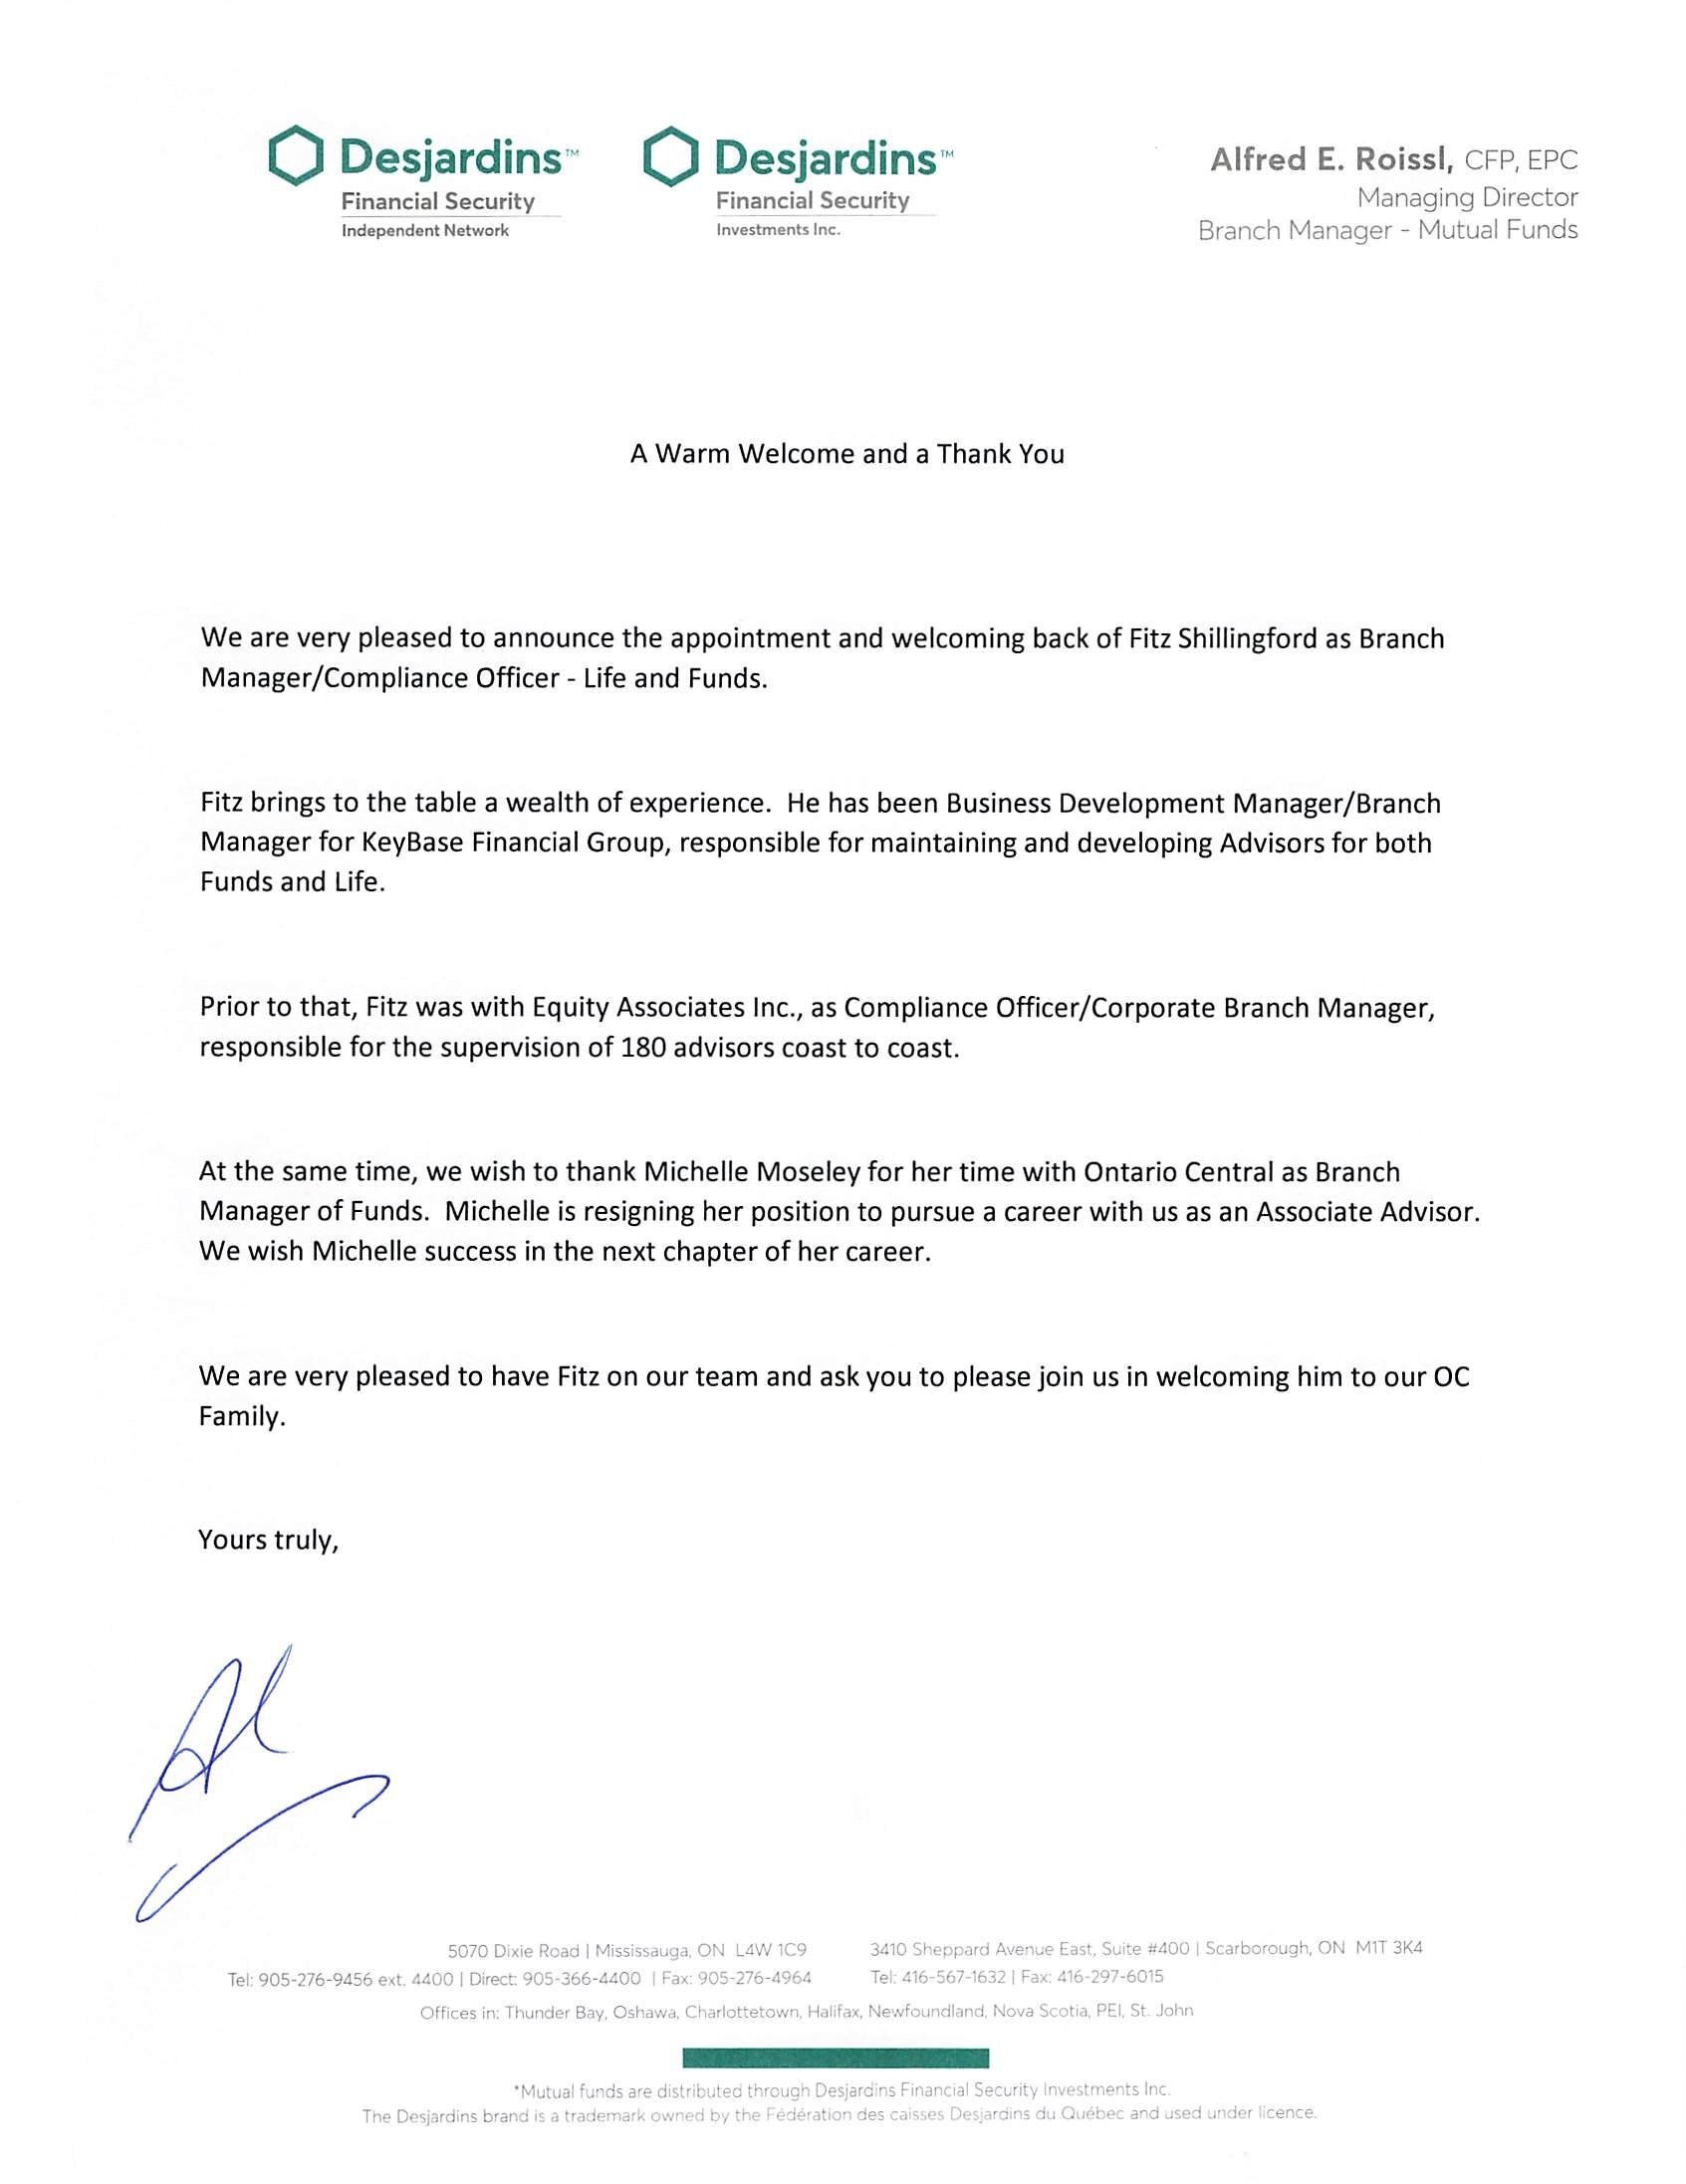 Desjardins™
Financial Security
Independent Network
Desjardins™
Financial Security
Investments Inc.
Alfred E. Roissl, CFP, EPC
Managing Director
Branch Manager - Mutual Funds
A Warm Welcome and a Thank You
We are very pleased to announce the appointment and welcoming back of Fitz Shillingford as Branch
Manager/Compliance Officer - Life and Funds.
Fitz brings to the table a wealth of experience.  He has been Business Development Manager/Branch
Manager for KeyBase Financial Group, responsible for maintaining and developing Advisors for both
Funds and Life.
Prior to that, Fitz was with Equity Associates Inc., as Compliance Officer/Corporate Branch Manager,
responsible for the supervision of 180 advisors coast to coast.
At the same time, we wish to thank Michelle Moseley for her time with Ontario Central as Branch
Manager of Funds.  Michelle is resigning her position to pursue a career with us as an Associate Advisor.
We wish Michelle success in the next chapter of her career.
We are very pleased to have Fitz on our team and ask you to please join us in welcoming him to our OC
Family.
Yours truly,
Al
5070 Dixie Road | Mississauga, ON  L4W 1C9
Tel: 905-276-9456 ext. 4400 | Direct: 905-366-4400 | Fax: 905-276-4964
3410 Sheppard Avenue East, Suite #400 | Scarborough, ON  M1T 3K4
Tel: 416-567-1632 | Fax: 416-297-6015
Offices in: Thunder Bay, Oshawa, Charlottetown, Halifax, Newfoundland, Nova Scotia, PEI, St. John
*Mutual funds are distributed through Desjardins Financial Security Investments Inc.
The Desjardins brand is a trademark owned by the Fédération des caisses Desjardins du Québec and used under licence.